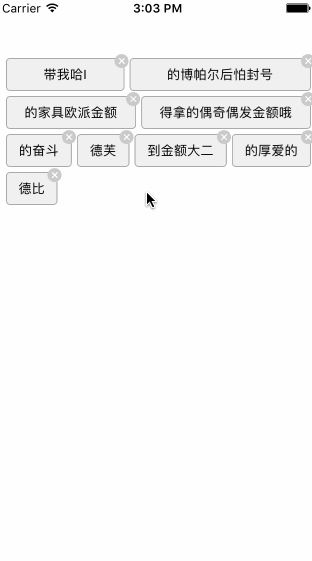 Carrier 3:03 PM
带我哈l 的博帕尔后怕封号
的家具欧派金额 得拿的偶奇偶发金额哦
的奋斗 德芙 到金额大二 的厚爱的
德比